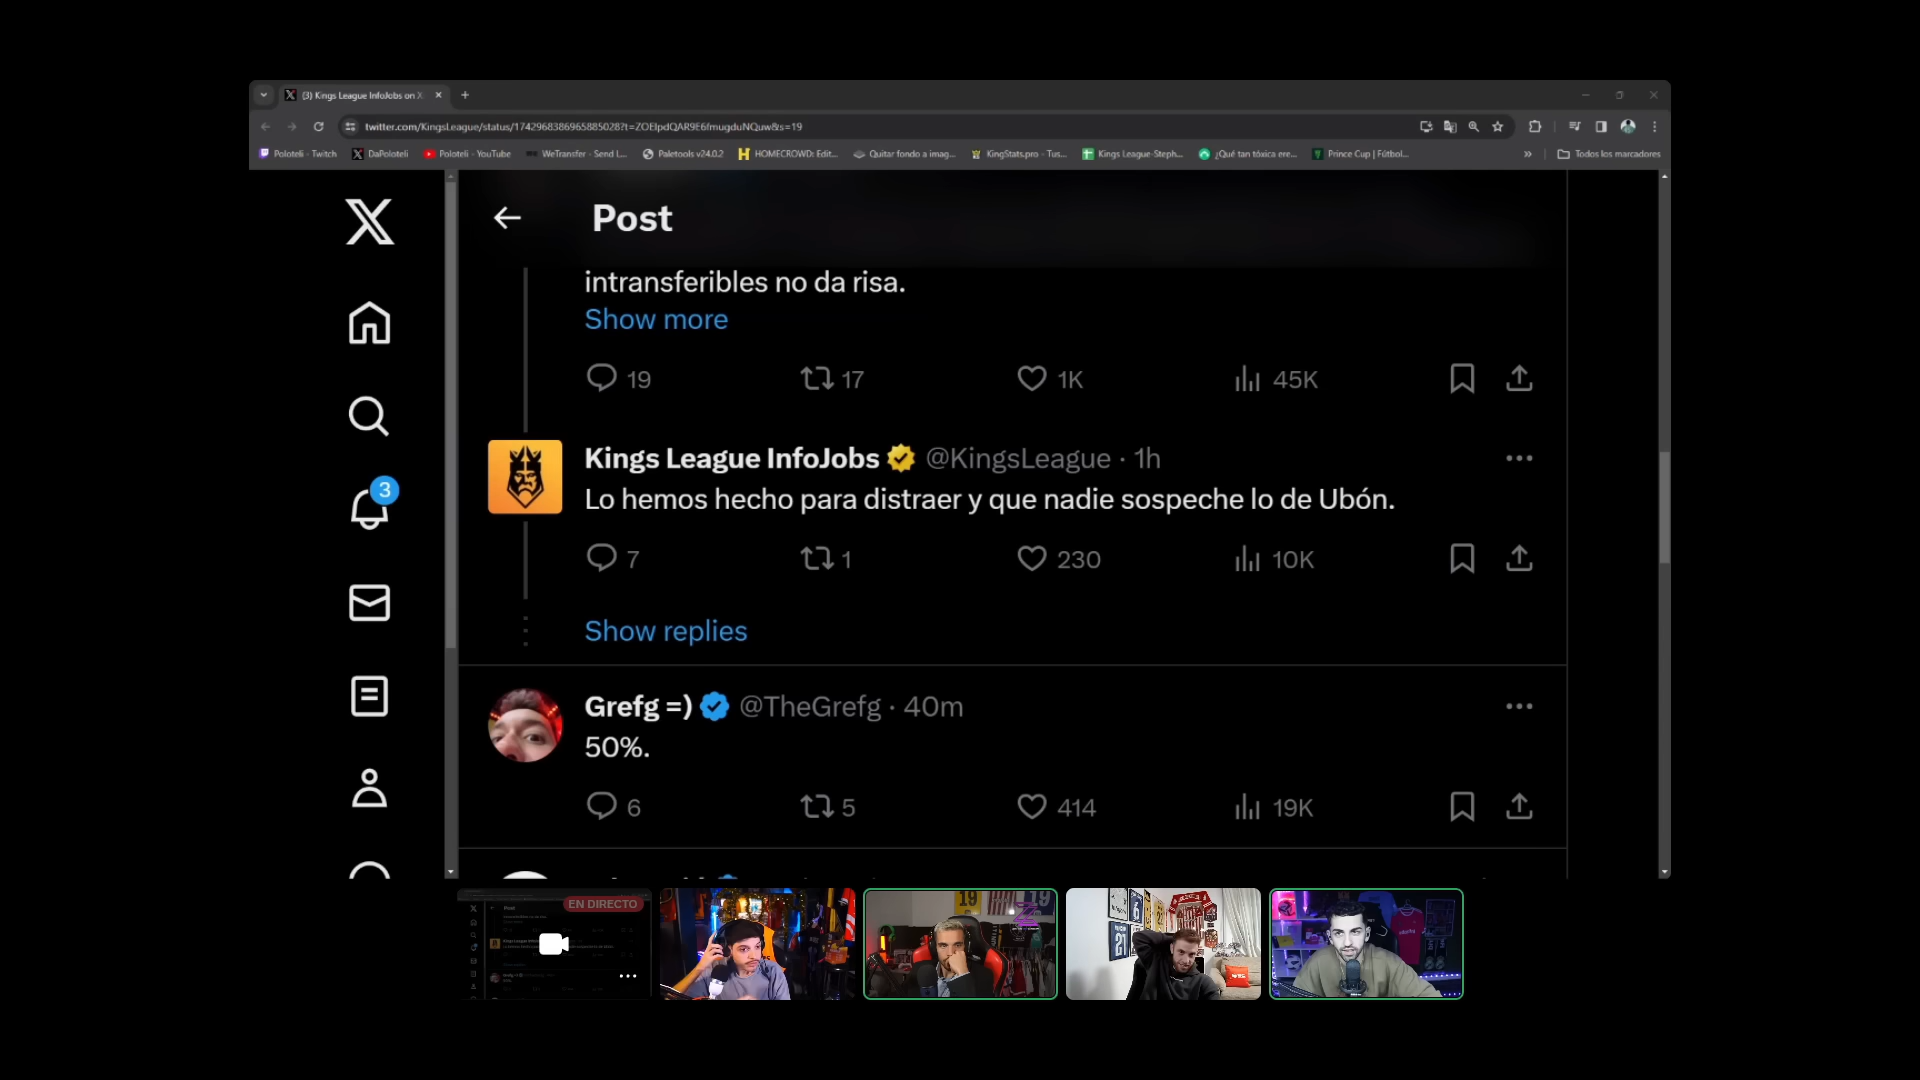 (3) Kings League InfoJobs on X
twitter.com/KingsLeague/status/1742968386965885028?t=ZOEIpdQAR9E6fmugduNQuw&s=19
Poloteli - Twitch
DaPoloteli
Poloteli - YouTube
WeTransfer - Send L...
Paletools v24.0.2
HOMECROWD: Edit...
Quitar fondo a imag...
KingStats.pro - Tus...
Kings League-Steph...
¿Qué tan tóxica ere...
Prince Cup | Fútbol...
Todos los marcadores
Post
intransferibles no da risa.
Show more
19 17 1K 45K
Kings League InfoJobs @KingsLeague · 1h
Lo hemos hecho para distraer y que nadie sospeche lo de Ubón.
7 1 230 10K
3
Show replies
Grefg =) @TheGrefg · 40m
50%.
6 5 414 19K
EN DIRECTO
19 19